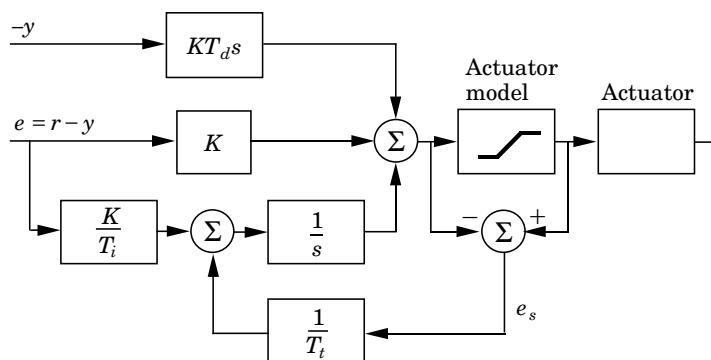 −y
KT_d s
Actuator model
Actuator
e = r − y
K
Σ
K/T_i
Σ
1/s
− Σ +
1/T_t
e_s